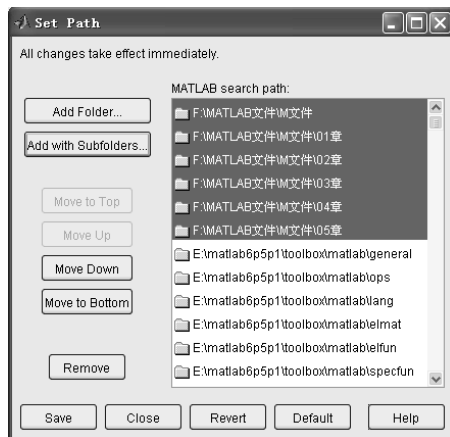 Set Path
All changes take effect immediately.
MATLAB search path:
Add Folder...
Add with Subfolders...
Move to Top
Move Up
Move Down
Move to Bottom
Remove
F:\MATLAB文件\M文件
F:\MATLAB文件\M文件\01章
F:\MATLAB文件\M文件\02章
F:\MATLAB文件\M文件\03章
F:\MATLAB文件\M文件\04章
F:\MATLAB文件\M文件\05章
E:\matlab6p5p1\toolbox\matlab\general
E:\matlab6p5p1\toolbox\matlab\ops
E:\matlab6p5p1\toolbox\matlab\lang
E:\matlab6p5p1\toolbox\matlab\elmat
E:\matlab6p5p1\toolbox\matlab\elfun
E:\matlab6p5p1\toolbox\matlab\specfun
Save
Close
Revert
Default
Help